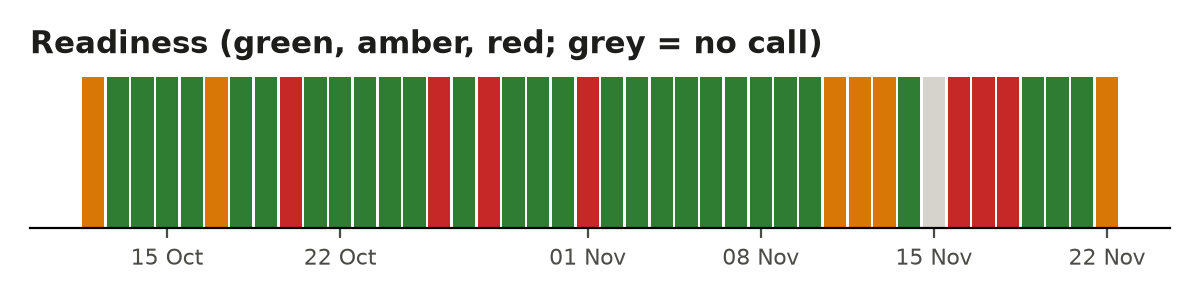 Readiness (green, amber, red; grey = no call)
15 Oct 22 Oct 01 Nov 08 Nov 15 Nov 22 Nov